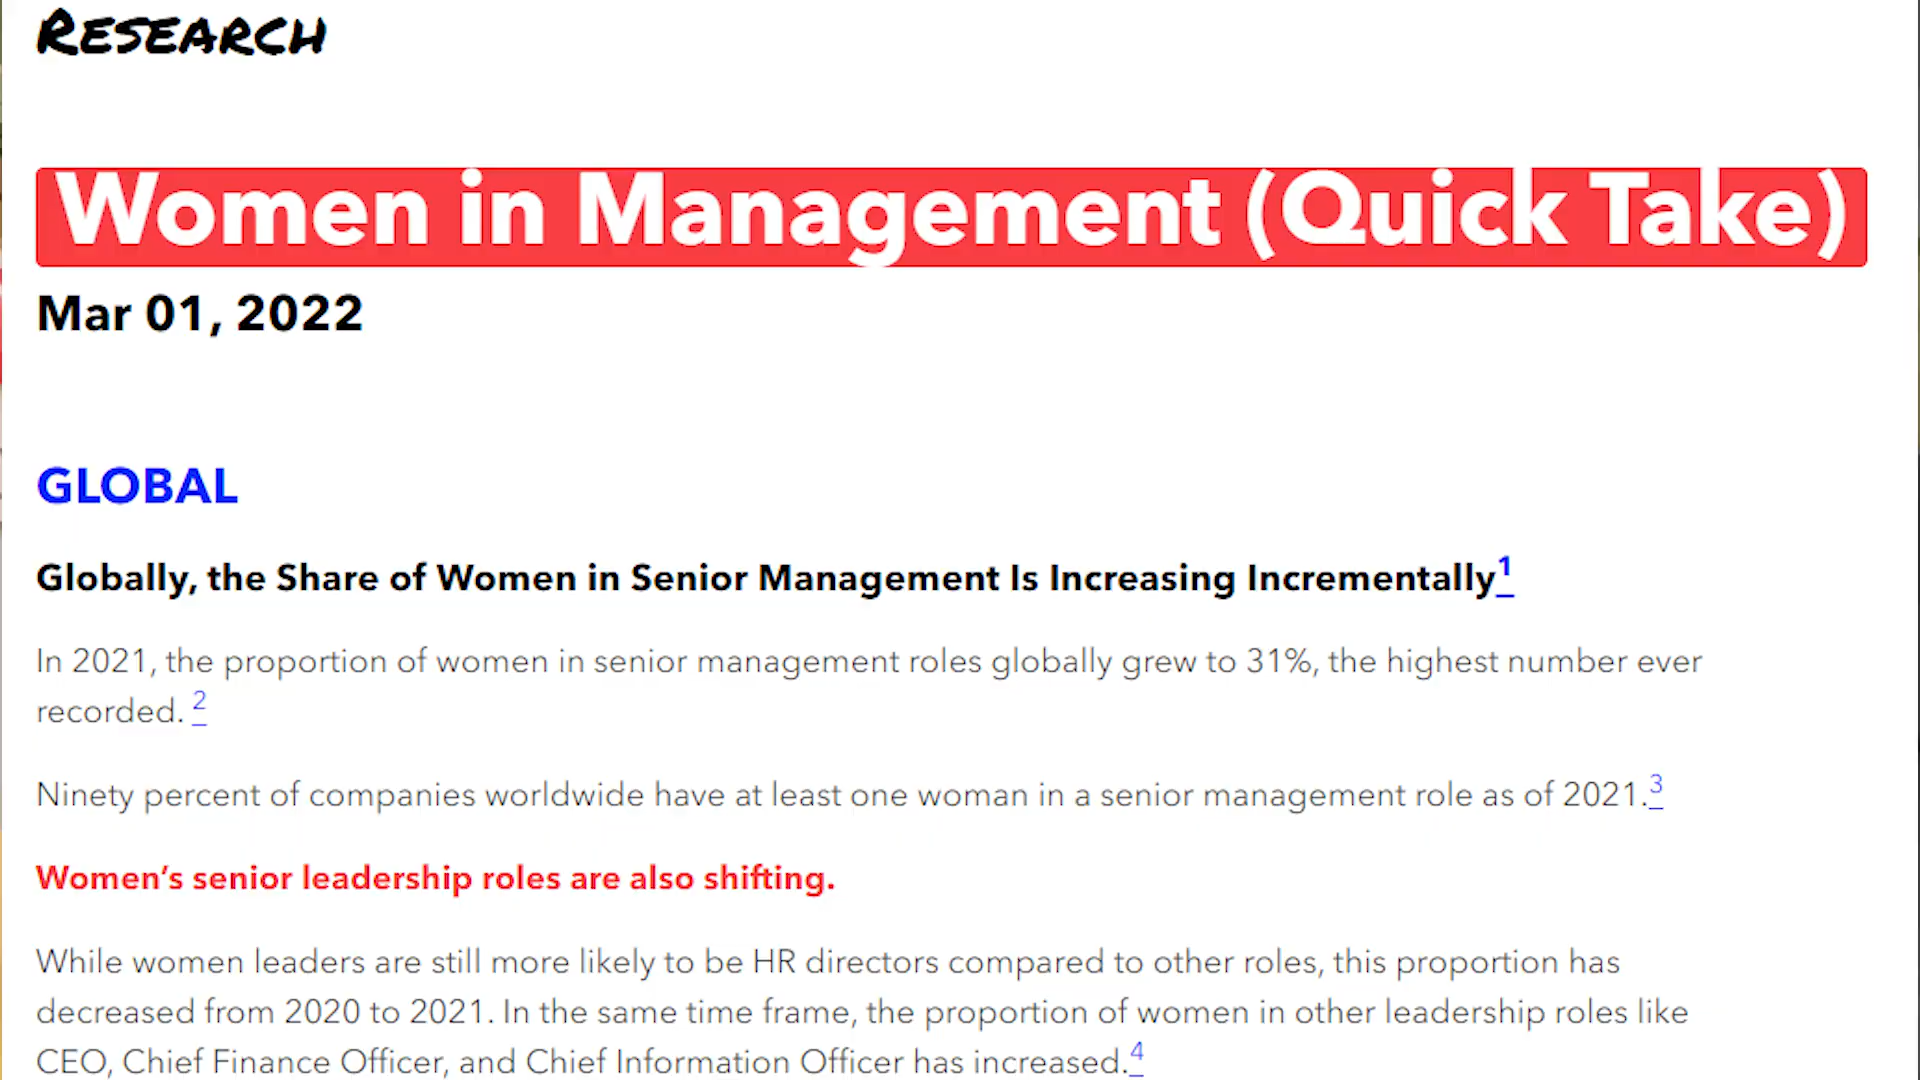 RESEARCH
Women in Management (Quick Take)
Mar 01, 2022
GLOBAL
Globally, the Share of Women in Senior Management Is Increasing Incrementally1
In 2021, the proportion of women in senior management roles globally grew to 31%, the highest number ever
recorded. 2
Ninety percent of companies worldwide have at least one woman in a senior management role as of 2021.3
Women’s senior leadership roles are also shifting.
While women leaders are still more likely to be HR directors compared to other roles, this proportion has
decreased from 2020 to 2021. In the same time frame, the proportion of women in other leadership roles like
CEO, Chief Finance Officer, and Chief Information Officer has increased.4